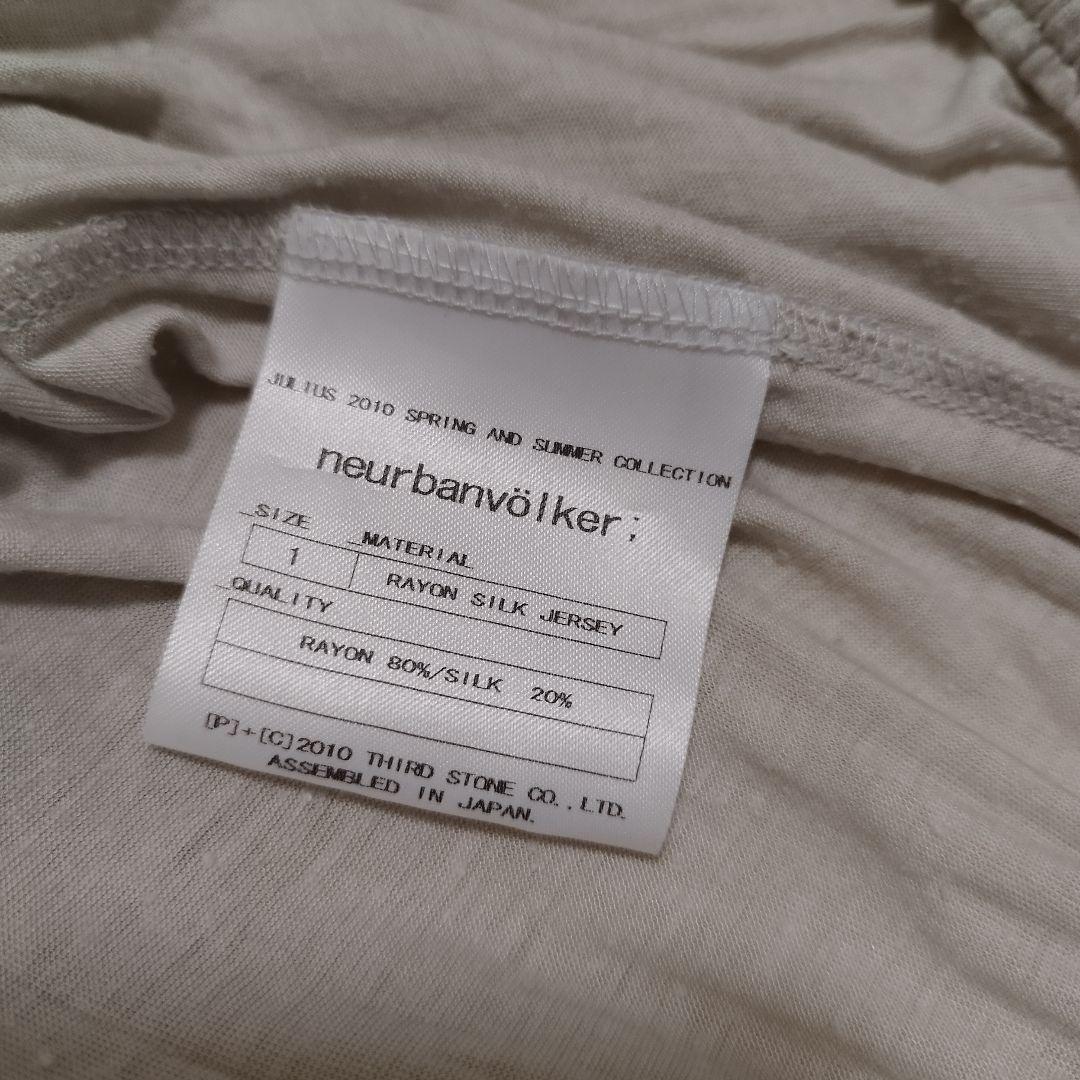 JULIUS 2010 SPRING AND SUMMER COLLECTION
neurbanvölker;
_SIZE _MATERIAL
1 RAYON SILK JERSEY
_QUALITY
RAYON 80%/SILK 20%
[P]+[C]2010 THIRD STONE CO.,LTD.
ASSEMBLED IN JAPAN.